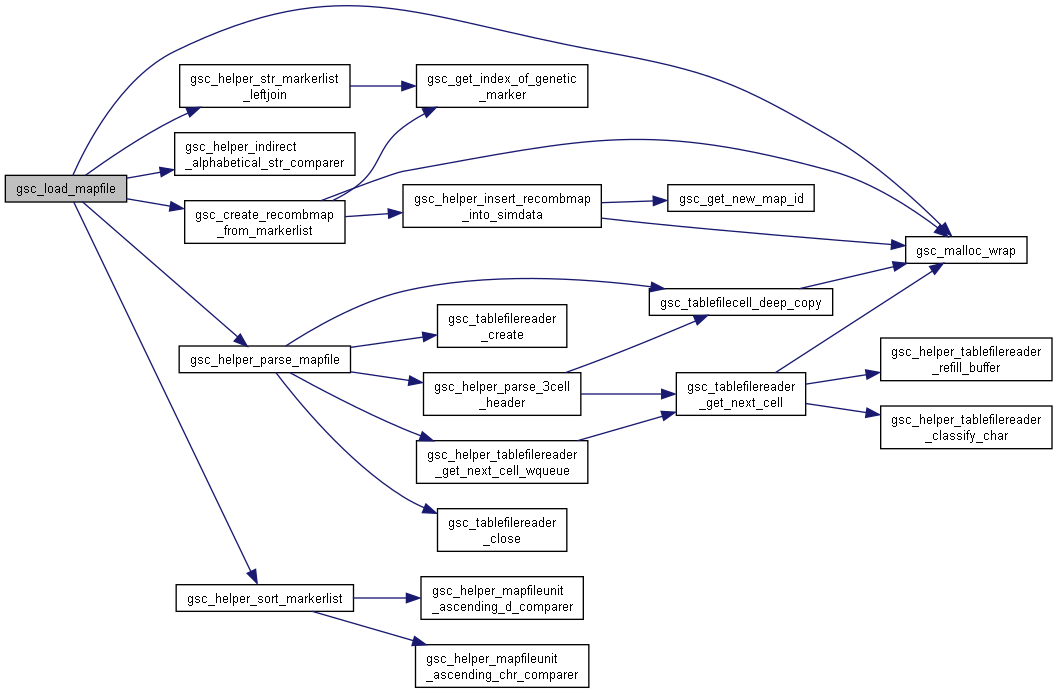 gsc_load_mapfile
gsc_helper_str_markerlist
_leftjoin
gsc_get_index_of_genetic
_marker
gsc_helper_indirect
_alphabetical_str_comparer
gsc_create_recombmap
_from_markerlist
gsc_helper_insert_recombmap
_into_simdata
gsc_get_new_map_id
gsc_malloc_wrap
gsc_helper_parse_mapfile
gsc_tablefilecell_deep_copy
gsc_tablefilereader
_create
gsc_helper_parse_3cell
_header
gsc_tablefilereader
_get_next_cell
gsc_helper_tablefilereader
_refill_buffer
gsc_helper_tablefilereader
_classify_char
gsc_helper_tablefilereader
_get_next_cell_wqueue
gsc_tablefilereader
_close
gsc_helper_sort_markerlist
gsc_helper_mapfileunit
_ascending_d_comparer
gsc_helper_mapfileunit
_ascending_chr_comparer